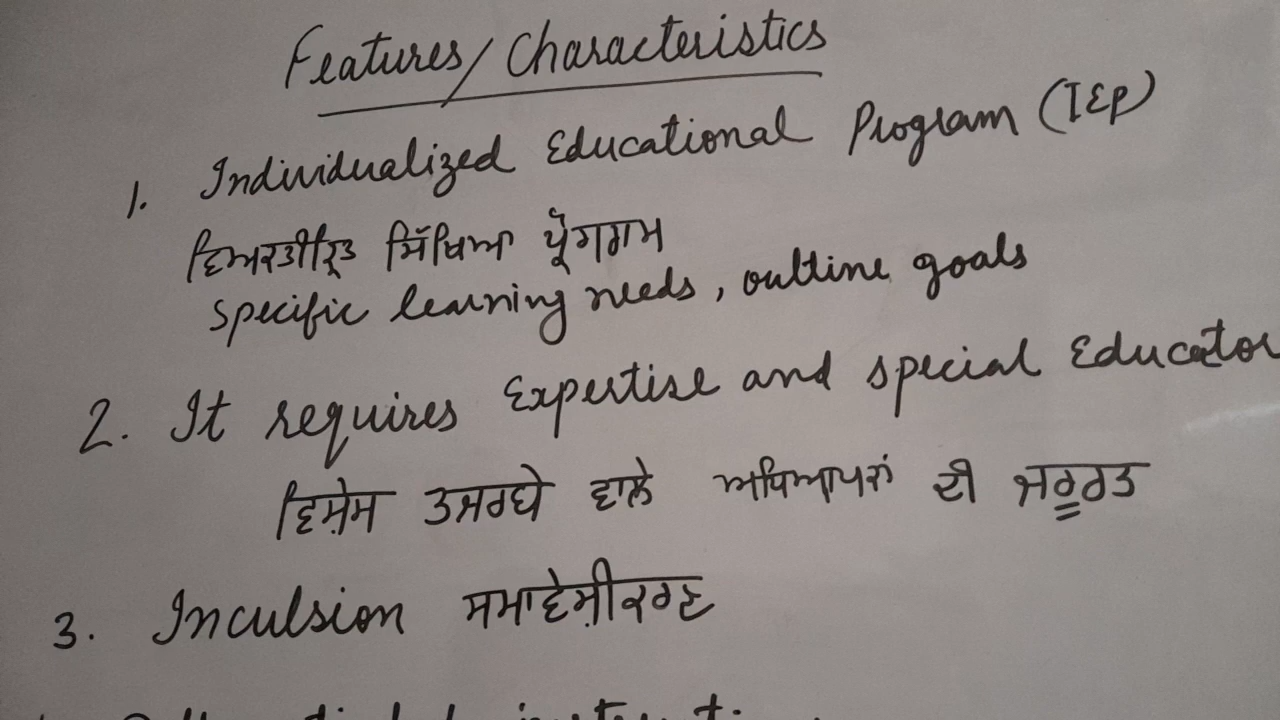 Features/Characteristics
1. Individualized Educational Program (IEP)
ਵਿਅਕਤੀਕ੍ਰਿਤ ਸਿੱਖਿਆ ਪ੍ਰੋਗਰਾਮ
specific learning needs, outline goals
2. It requires Expertise and special Educator
ਵਿਸ਼ੇਸ਼ ਤਜਰਬੇ ਵਾਲੇ ਅਧਿਆਪਕਾਂ ਦੀ ਜਰੂਰਤ
3. Inculsion ਸਮਾਵੇਸ਼ੀਕਰਣ